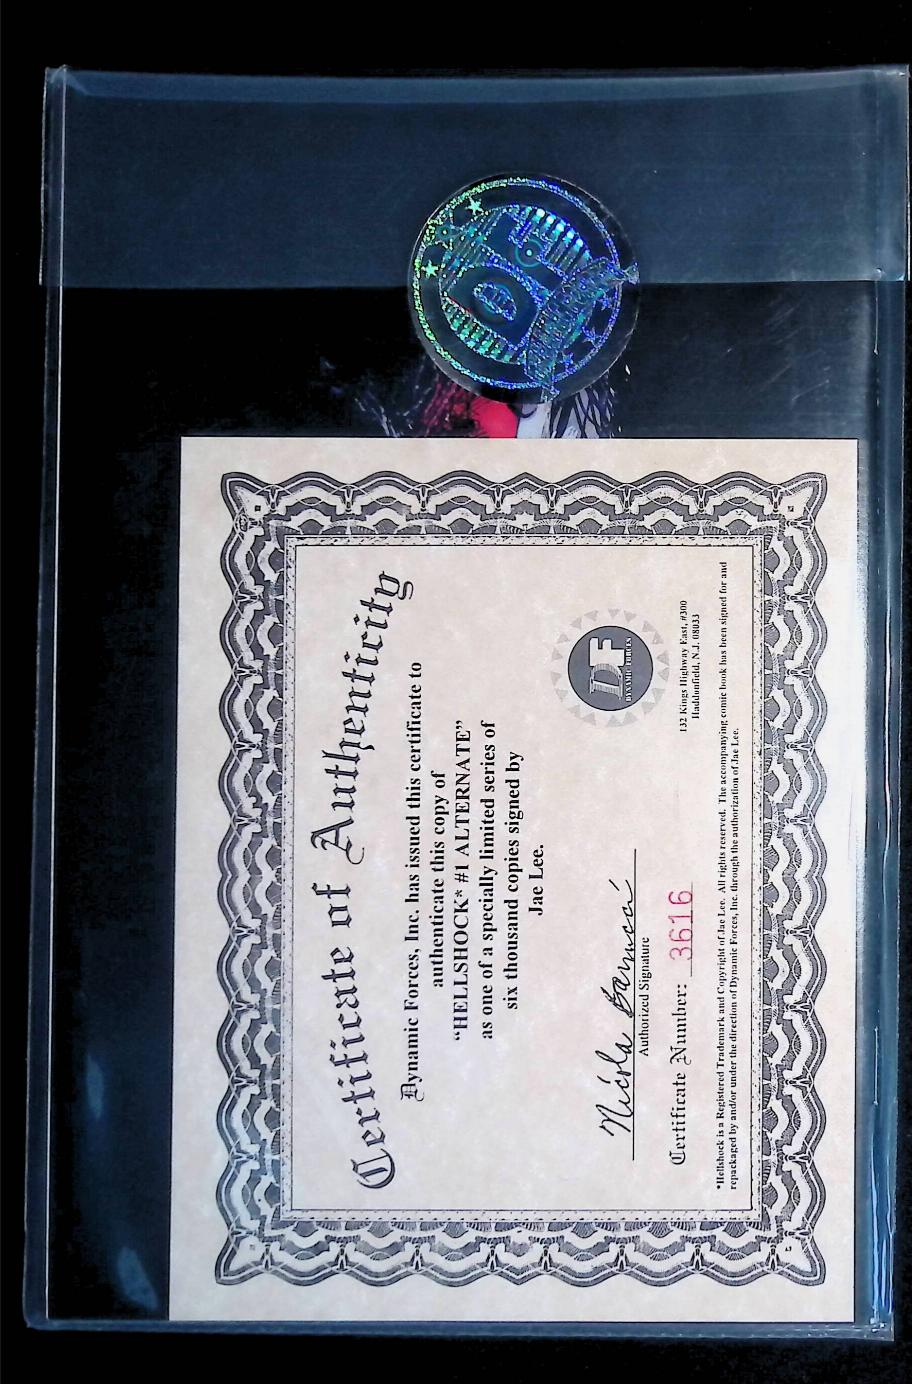 Certificate of Authenticity
Dynamic Forces, Inc. has issued this certificate to
authenticate this copy of
“HELLSHOCK* #1 ALTERNATE”
as one of a specially limited series of
six thousand copies signed by
Jae Lee.
DF
DYNAMIC FORCES
Nicola Barrucci
Authorized Signature
132 Kings Highway East, #300
Haddonfield, N.J. 08033
Certificate Number: 3616
*Hellshock is a Registered Trademark and Copyright of Jae Lee. All rights reserved. The accompanying comic book has been signed for and
repackaged by and/or under the direction of Dynamic Forces, Inc. through the authorization of Jae Lee.
DF